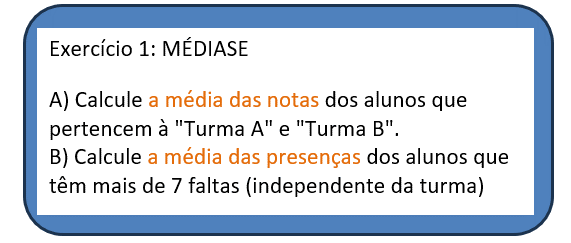 Exercício 1: MÉDIASE
A) Calcule a média das notas dos alunos que
pertencem à "Turma A" e "Turma B".
B) Calcule a média das presenças dos alunos que
têm mais de 7 faltas (independente da turma)